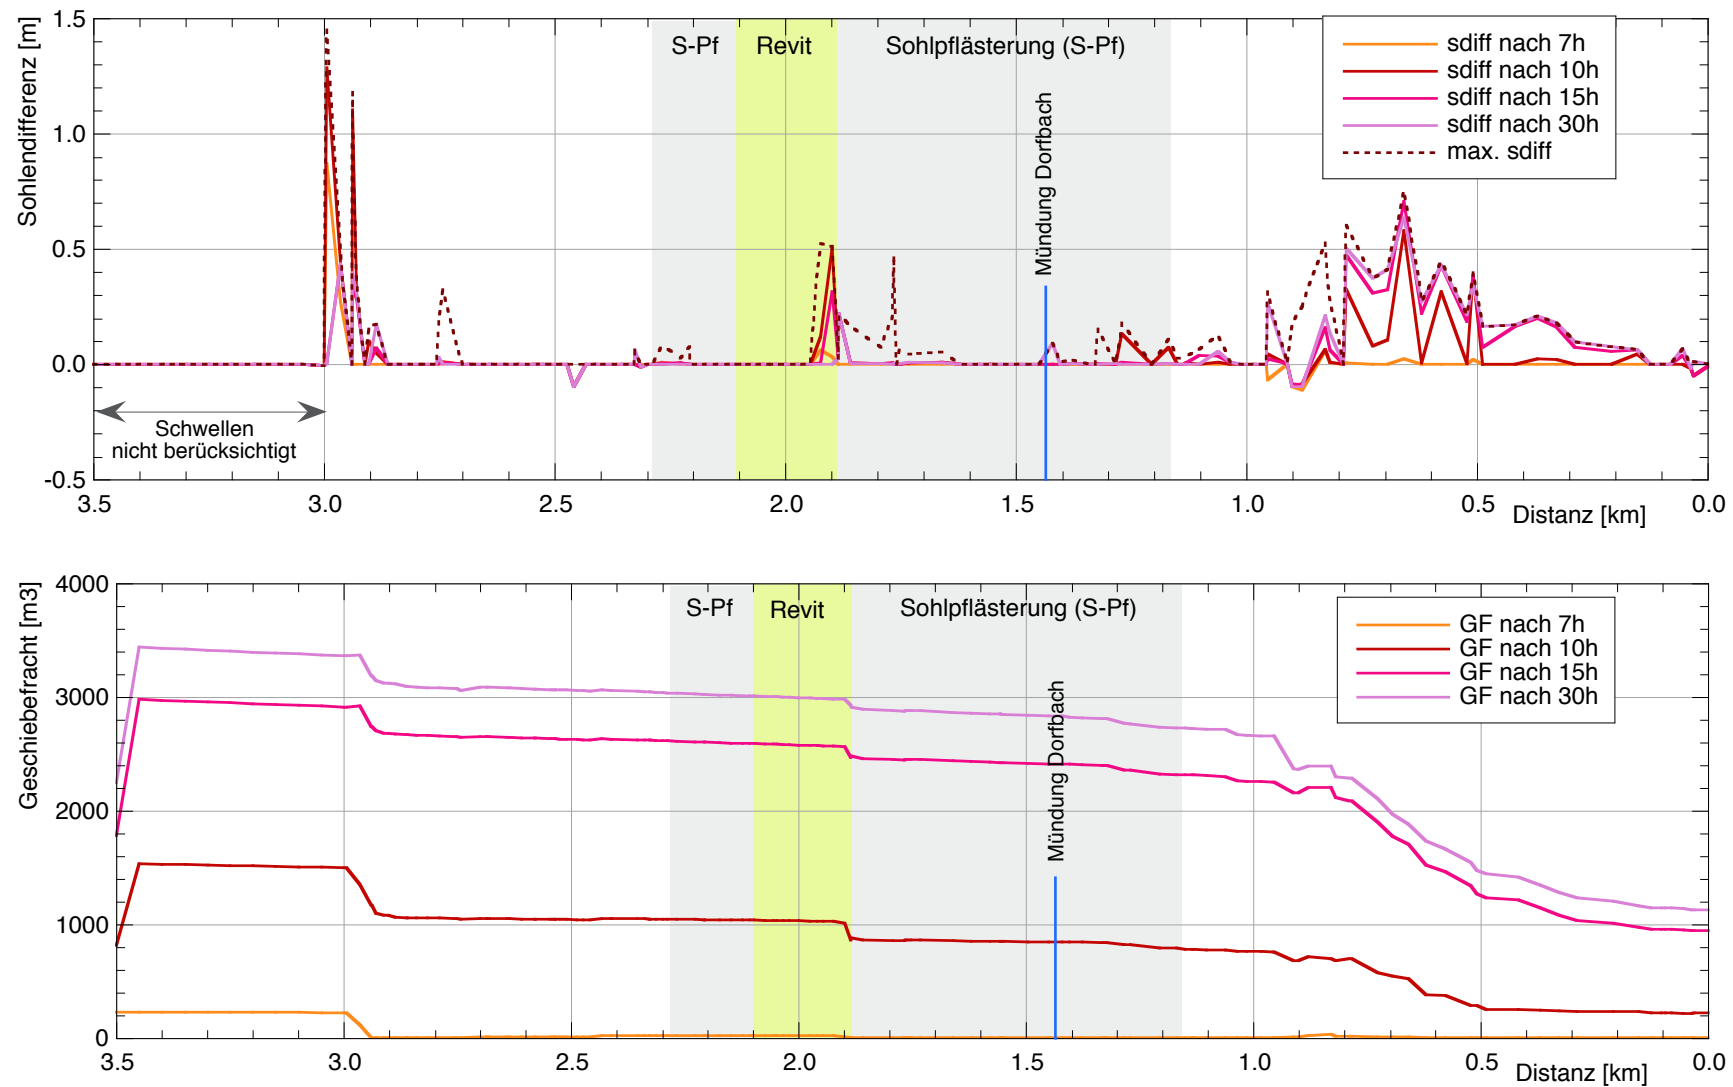 Sohlendifferenz [m]
1.5
1.0
0.5
0.0
-0.5
S-Pf
Revit
Sohlpflästerung (S-Pf)
Mündung Dorfbach
sdiff nach 7h
sdiff nach 10h
sdiff nach 15h
sdiff nach 30h
max. sdiff
Schwellen
nicht berücksichtigt
3.5 3.0 2.5 2.0 1.5 1.0 0.5 0.0
Distanz [km]
Geschiebefracht [m3]
4000
3000
2000
1000
0
S-Pf
Revit
Sohlpflästerung (S-Pf)
Mündung Dorfbach
GF nach 7h
GF nach 10h
GF nach 15h
GF nach 30h
3.5 3.0 2.5 2.0 1.5 1.0 0.5 0.0
Distanz [km]